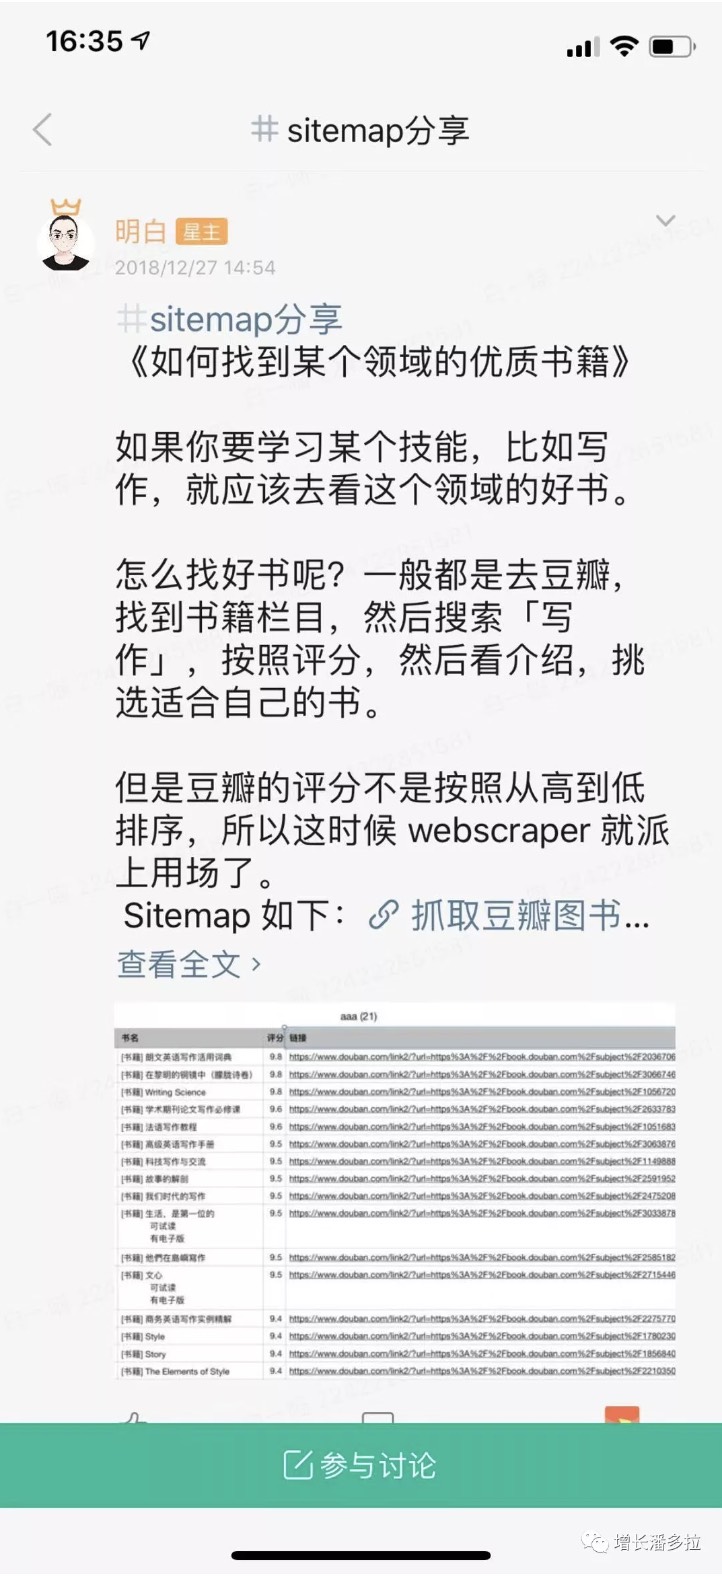 16:35
sitemap分享
明白 星主
2018/12/27 14:54
#sitemap分享
《如何找到某个领域的优质书籍》
如果你要学习某个技能，比如写
作，就应该去看这个领域的好书。
怎么找好书呢？一般都是去豆瓣，
找到书籍栏目，然后搜索「写
作」，按照评分，然后看介绍，挑
选适合自己的书。
但是豆瓣的评分不是按照从高到低
排序，所以这时候 webscraper 就派
上用场了。
Sitemap 如下： 抓取豆瓣图书...
查看全文
aaa (21)
书名 评分 链接
[书籍] 朗文英语写作活用词典 9.8 https://www.douban.com/link2/?url=https%3A%2F%2Fbook.douban.com%2Fsubject%2F2036706
[书籍] 在黎明的铜镜中（朦胧诗卷） 9.8 https://www.douban.com/link2/?url=https%3A%2F%2Fbook.douban.com%2Fsubject%2F3066746
[书籍] Writing Science 9.8 https://www.douban.com/link2/?url=https%3A%2F%2Fbook.douban.com%2Fsubject%2F1056720
[书籍] 学术期刊论文写作必修课 9.6 https://www.douban.com/link2/?url=https%3A%2F%2Fbook.douban.com%2Fsubject%2F2633783
[书籍] 法语写作教程 9.6 https://www.douban.com/link2/?url=https%3A%2F%2Fbook.douban.com%2Fsubject%2F1051683
[书籍] 高级英语写作手册 9.5 https://www.douban.com/link2/?url=https%3A%2F%2Fbook.douban.com%2Fsubject%2F3063876
[书籍] 科技写作与交流 9.5 https://www.douban.com/link2/?url=https%3A%2F%2Fbook.douban.com%2Fsubject%2F1149888
[书籍] 故事的解剖 9.5 https://www.douban.com/link2/?url=https%3A%2F%2Fbook.douban.com%2Fsubject%2F2591952
[书籍] 我们时代的写作 9.5 https://www.douban.com/link2/?url=https%3A%2F%2Fbook.douban.com%2Fsubject%2F2475208
[书籍] 生活，是第一位的 9.5 https://www.douban.com/link2/?url=https%3A%2F%2Fbook.douban.com%2Fsubject%2F3033878
可试读
有电子版
[书籍] 他們在島嶼寫作 9.5 https://www.douban.com/link2/?url=https%3A%2F%2Fbook.douban.com%2Fsubject%2F2585182
[书籍] 文心 9.5 https://www.douban.com/link2/?url=https%3A%2F%2Fbook.douban.com%2Fsubject%2F2715446
可试读
有电子版
[书籍] 商务英语写作实例精解 9.4 https://www.douban.com/link2/?url=https%3A%2F%2Fbook.douban.com%2Fsubject%2F2275770
[书籍] Style 9.4 https://www.douban.com/link2/?url=https%3A%2F%2Fbook.douban.com%2Fsubject%2F1780230
[书籍] Story 9.4 https://www.douban.com/link2/?url=https%3A%2F%2Fbook.douban.com%2Fsubject%2F1856840
[书籍] The Elements of Style 9.4 https://www.douban.com/link2/?url=https%3A%2F%2Fbook.douban.com%2Fsubject%2F2210350
参与讨论
增长潘多拉